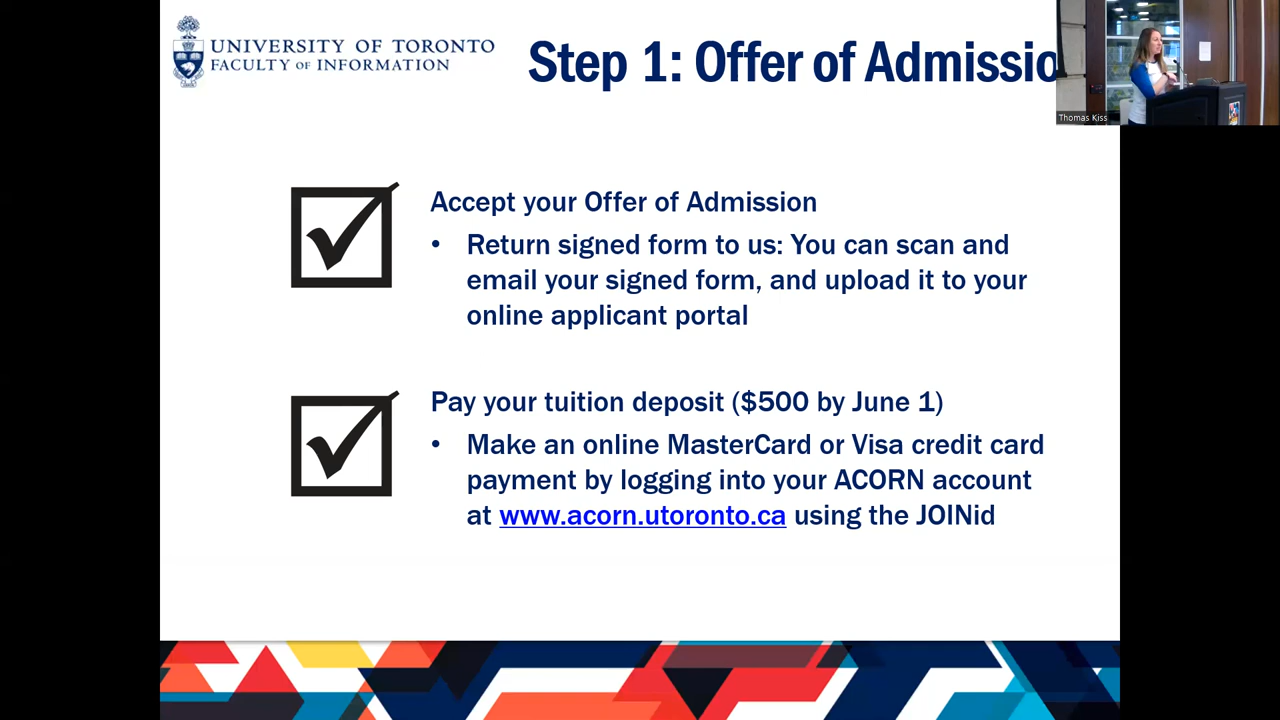 UNIVERSITY OF TORONTO
FACULTY OF INFORMATION
Step 1: Offer of Admissio
Thomas Kiss
Accept your Offer of Admission
• Return signed form to us: You can scan and
email your signed form, and upload it to your
online applicant portal
Pay your tuition deposit ($500 by June 1)
• Make an online MasterCard or Visa credit card
payment by logging into your ACORN account
at www.acorn.utoronto.ca using the JOINid